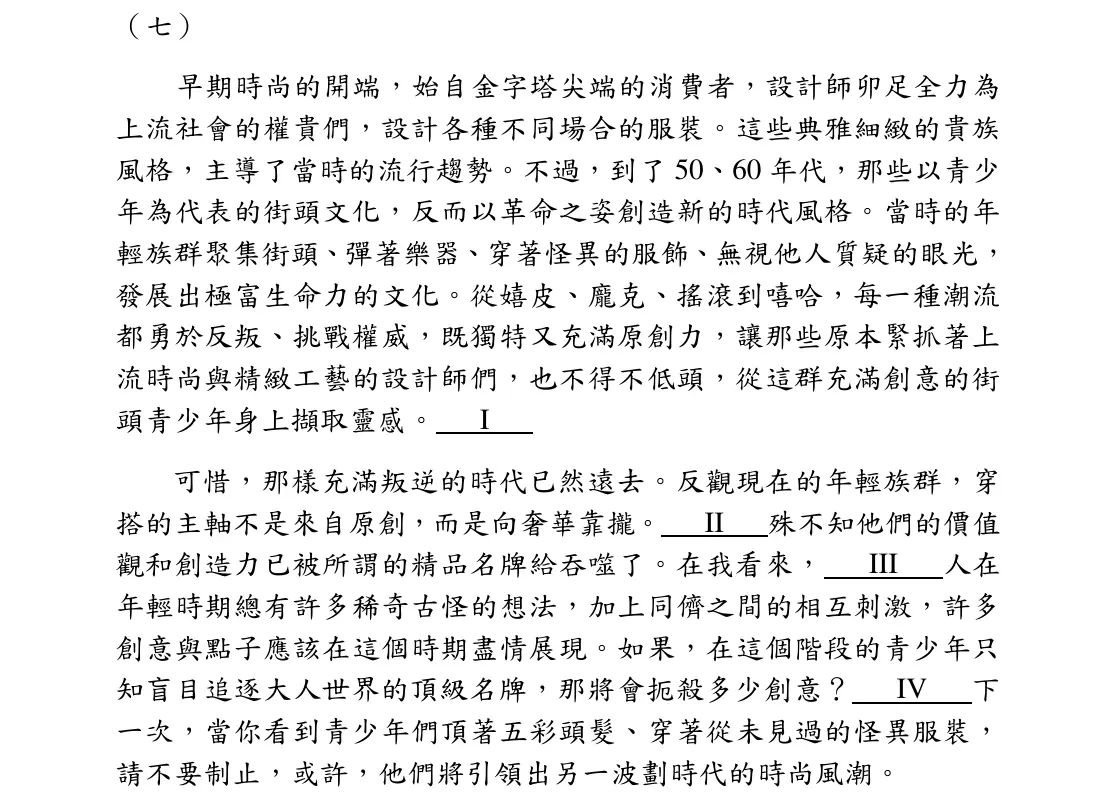 （七）
早期時尚的開端，始自金字塔尖端的消費者，設計師卯足全力為
上流社會的權貴們，設計各種不同場合的服裝。這些典雅細緻的貴族
風格，主導了當時的流行趨勢。不過，到了 50、60 年代，那些以青少
年為代表的街頭文化，反而以革命之姿創造新的時代風格。當時的年
輕族群聚集街頭、彈著樂器、穿著怪異的服飾、無視他人質疑的眼光，
發展出極富生命力的文化。從嬉皮、龐克、搖滾到嘻哈，每一種潮流
都勇於反叛、挑戰權威，既獨特又充滿原創力，讓那些原本緊抓著上
流時尚與精緻工藝的設計師們，也不得不低頭，從這群充滿創意的街
頭青少年身上擷取靈感。 I
可惜，那樣充滿叛逆的時代已然遠去。反觀現在的年輕族群，穿
搭的主軸不是來自原創，而是向奢華靠攏。 II 殊不知他們的價值
觀和創造力已被所謂的精品名牌給吞噬了。在我看來， III 人在
年輕時期總有許多稀奇古怪的想法，加上同儕之間的相互刺激，許多
創意與點子應該在這個時期盡情展現。如果，在這個階段的青少年只
知盲目追逐大人世界的頂級名牌，那將會扼殺多少創意？ IV 下
一次，當你看到青少年們頂著五彩頭髮、穿著從未見過的怪異服裝，
請不要制止，或許，他們將引領出另一波劃時代的時尚風潮。